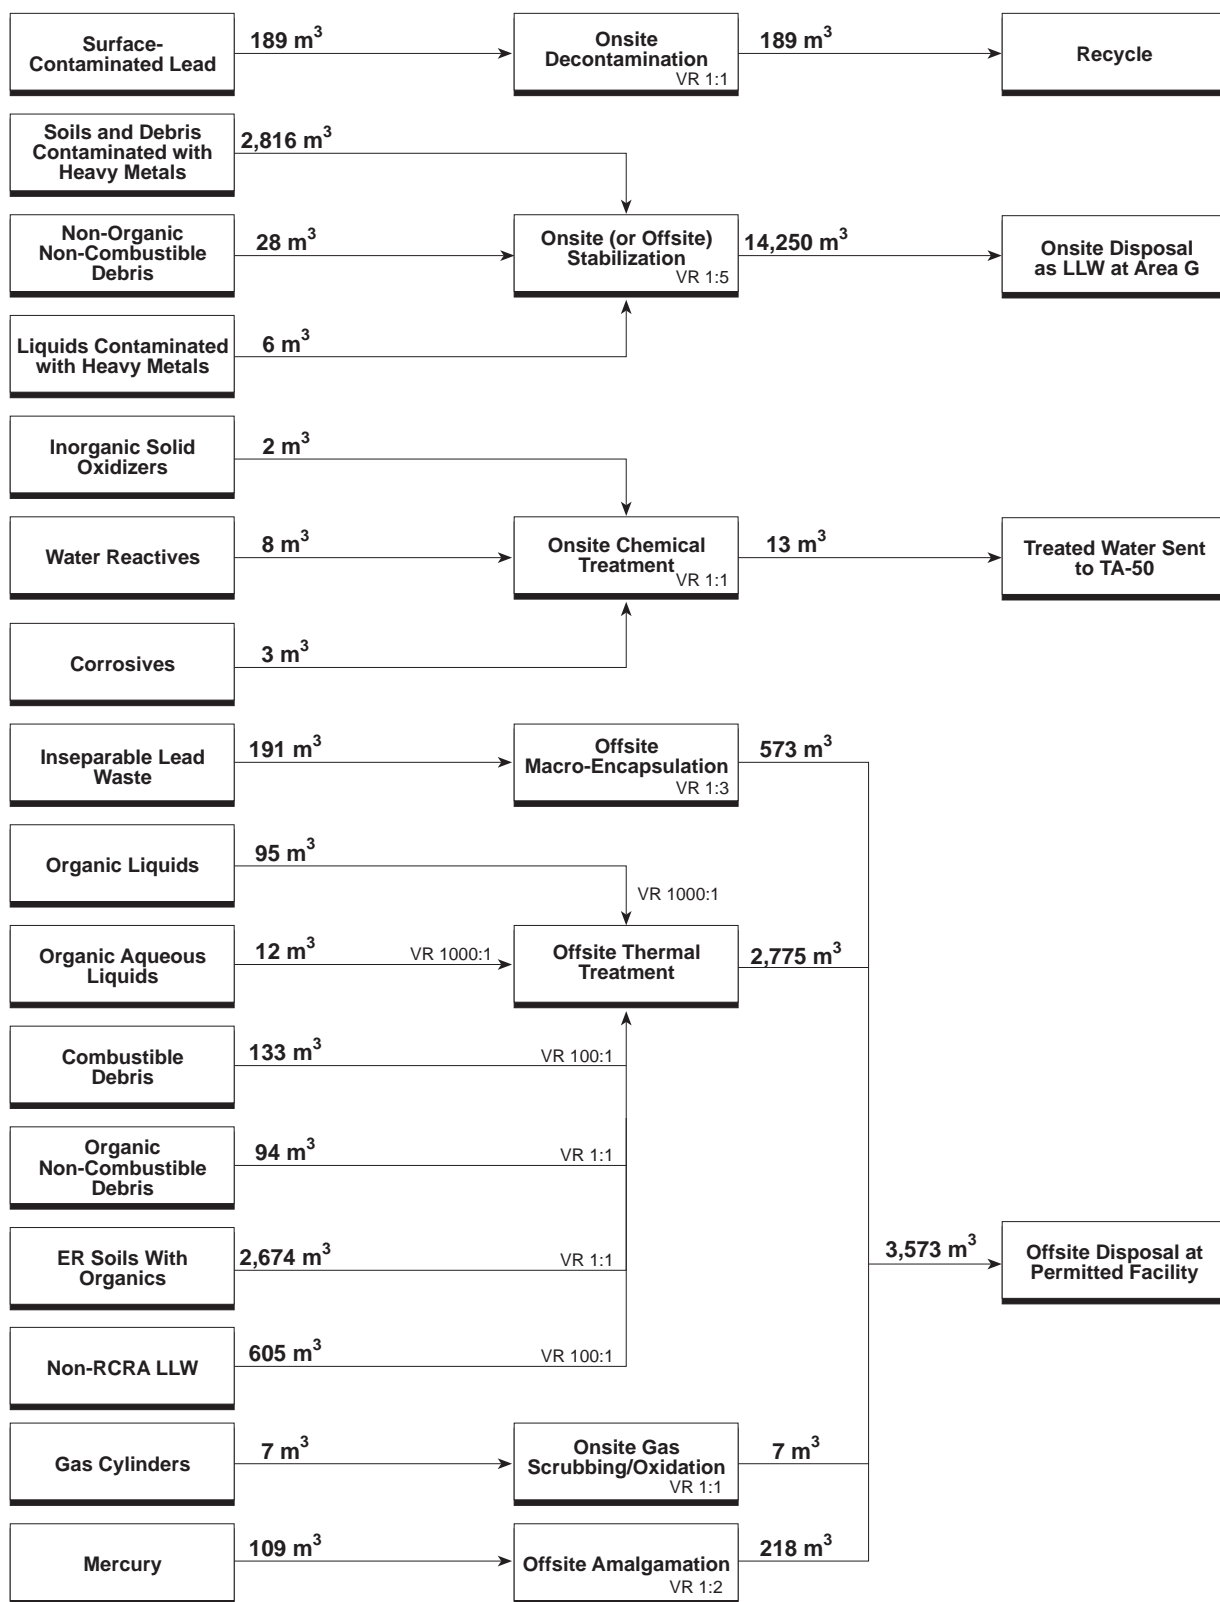 Surface-
Contaminated Lead
189 m³
Onsite
Decontamination
VR 1:1
189 m³
Recycle
Soils and Debris
Contaminated with
Heavy Metals
2,816 m³
Non-Organic
Non-Combustible
Debris
28 m³
Onsite (or Offsite)
Stabilization
VR 1:5
14,250 m³
Onsite Disposal
as LLW at Area G
Liquids Contaminated
with Heavy Metals
6 m³
Inorganic Solid
Oxidizers
2 m³
Water Reactives
8 m³
Onsite Chemical
Treatment
VR 1:1
13 m³
Treated Water Sent
to TA-50
Corrosives
3 m³
Inseparable Lead
Waste
191 m³
Offsite
Macro-Encapsulation
VR 1:3
573 m³
Organic Liquids
95 m³
VR 1000:1
Organic Aqueous
Liquids
12 m³
VR 1000:1
Offsite Thermal
Treatment
2,775 m³
Combustible
Debris
133 m³
VR 100:1
Organic
Non-Combustible
Debris
94 m³
VR 1:1
ER Soils With
Organics
2,674 m³
VR 1:1
3,573 m³
Offsite Disposal at
Permitted Facility
Non-RCRA LLW
605 m³
VR 100:1
Gas Cylinders
7 m³
Onsite Gas
Scrubbing/Oxidation
VR 1:1
7 m³
Mercury
109 m³
Offsite Amalgamation
VR 1:2
218 m³